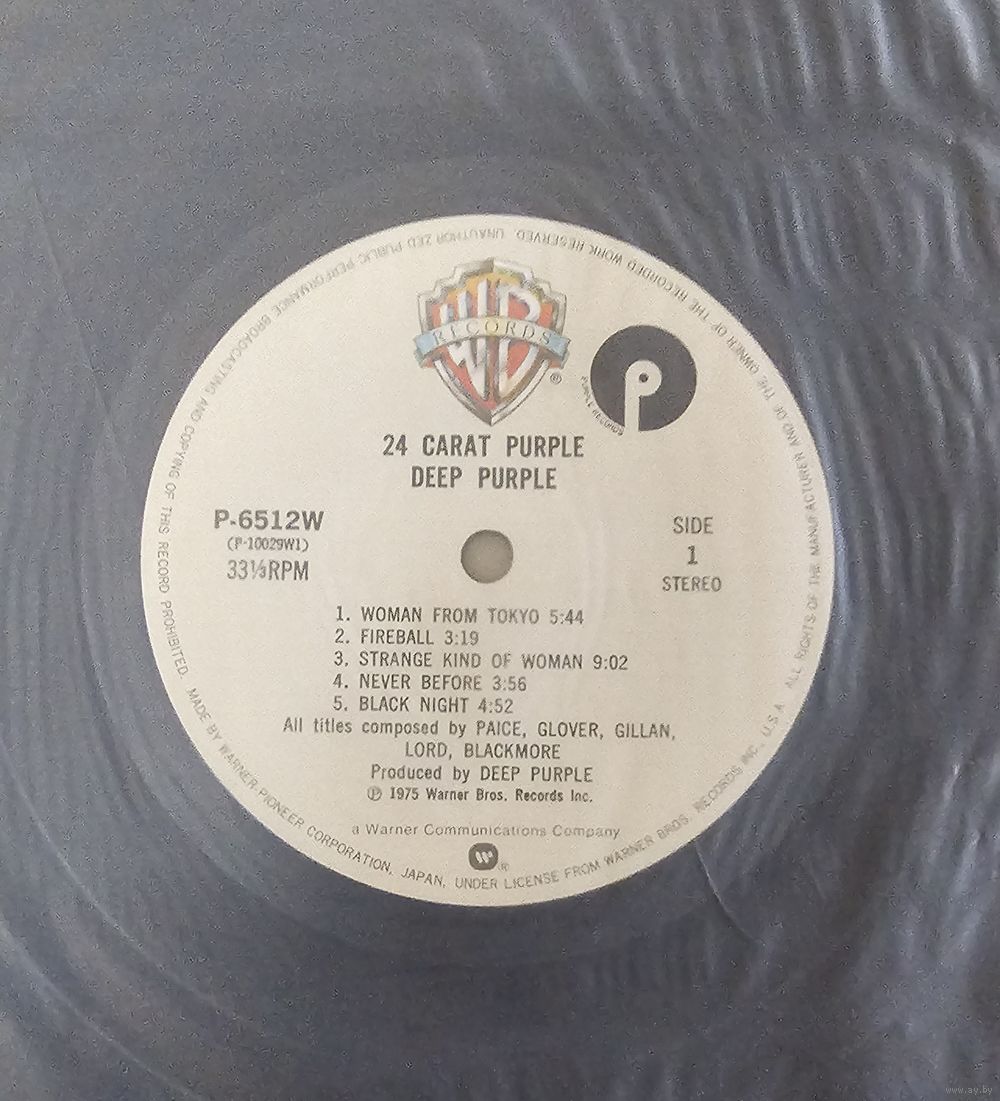 RECORDS
®
PURPLE RECORDS
24 CARAT PURPLE
DEEP PURPLE
P-6512W
(P-10029W1)
33⅓RPM
SIDE
1
STEREO
1. WOMAN FROM TOKYO 5:44
2. FIREBALL 3:19
3. STRANGE KIND OF WOMAN 9:02
4. NEVER BEFORE 3:56
5. BLACK NIGHT 4:52
All titles composed by PAICE, GLOVER, GILLAN,
LORD, BLACKMORE
Produced by DEEP PURPLE
Ⓟ 1975 Warner Bros. Records Inc.
a Warner Communications Company
®
MADE BY WARNER-PIONEER CORPORATION, JAPAN, UNDER LICENSE FROM WARNER BROS. RECORDS INC., U.S.A. ALL RIGHTS OF THE MANUFACTURER AND OF THE OWNER OF THE RECORDED WORK RESERVED. UNAUTHORIZED PUBLIC PERFORMANCE BROADCASTING AND COPYING OF THIS RECORD PROHIBITED.
www.ay.by